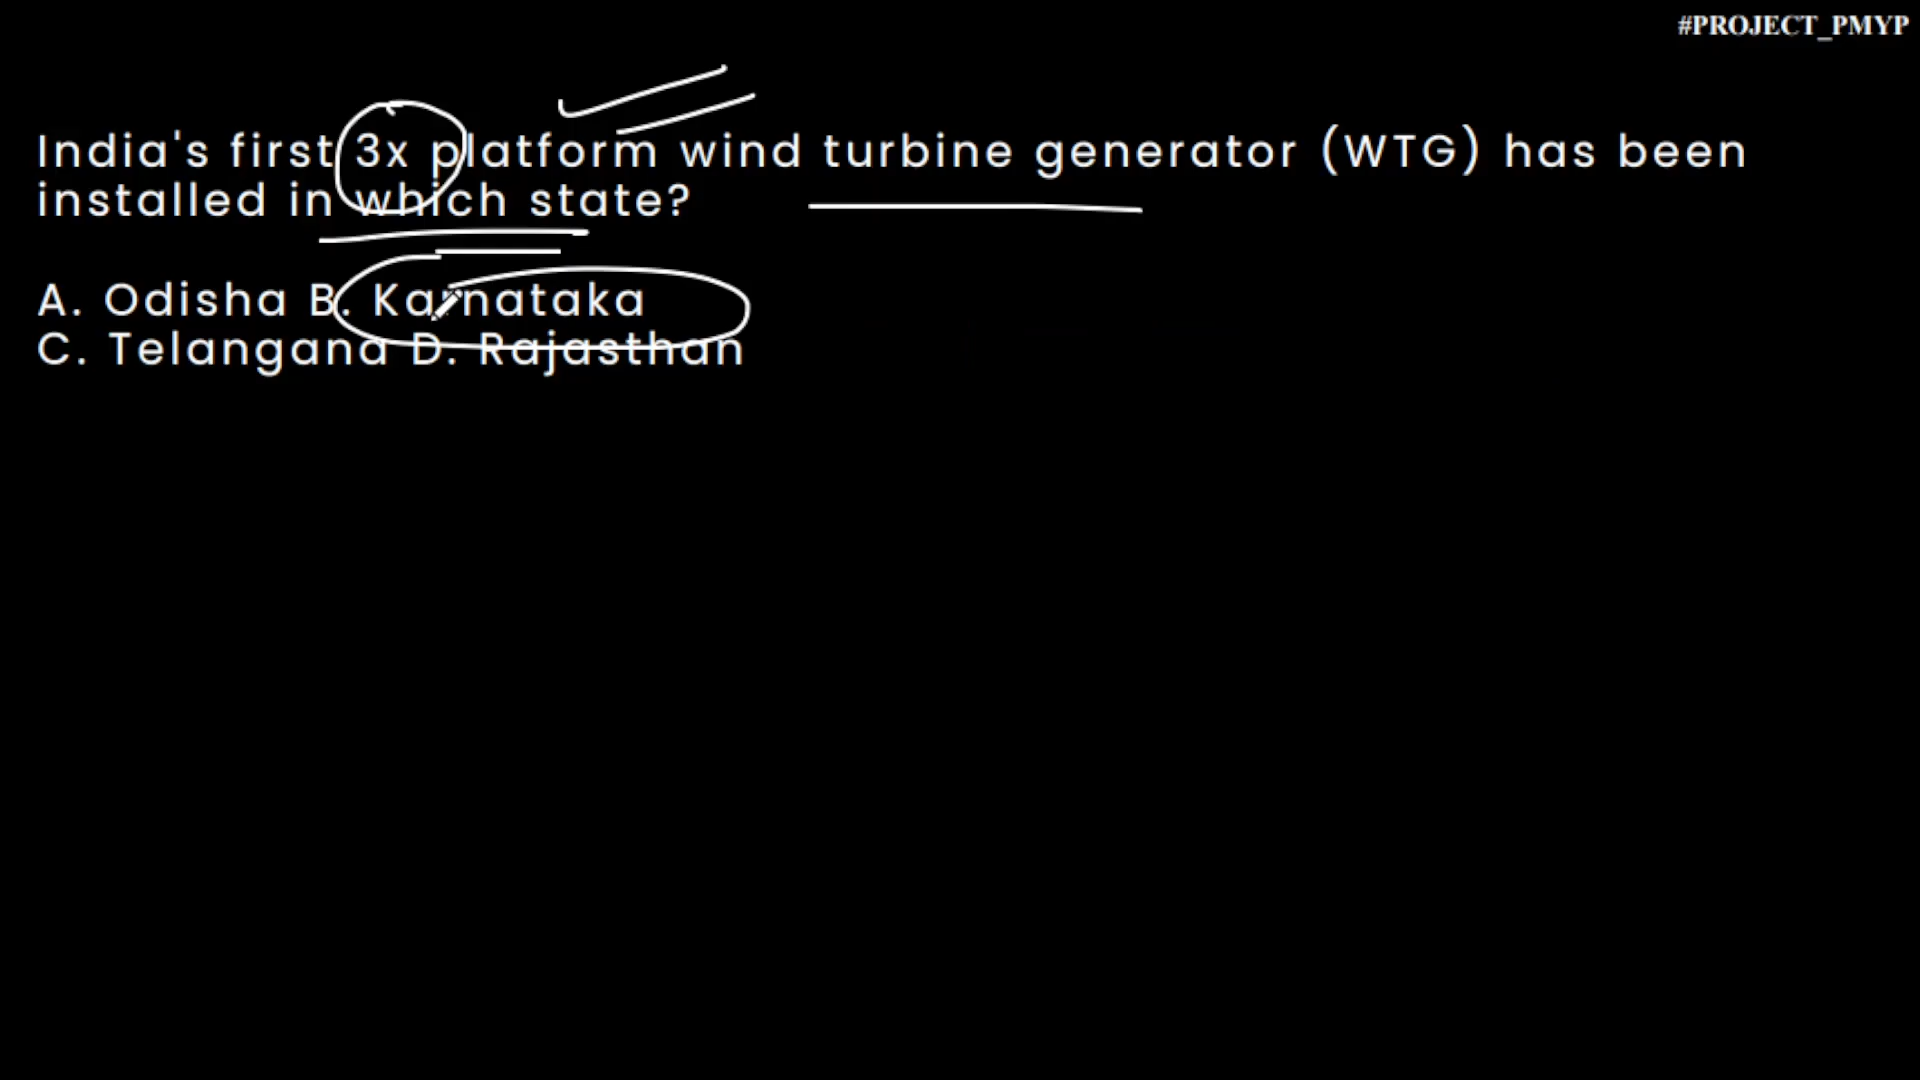 #PROJECT_PMYP
India's first 3x platform wind turbine generator (WTG) has been
installed in which state?
A. Odisha B. Karnataka
C. Telangana D. Rajasthan